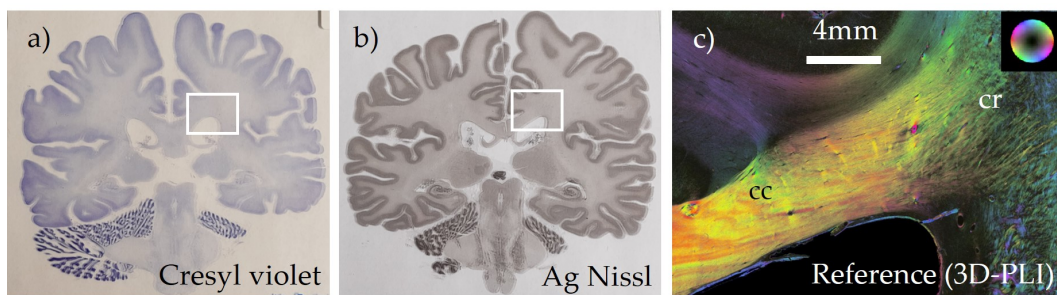 a)
Cresyl violet
b)
Ag Nissl
c)
4mm
cr
cc
Reference (3D-PLI)